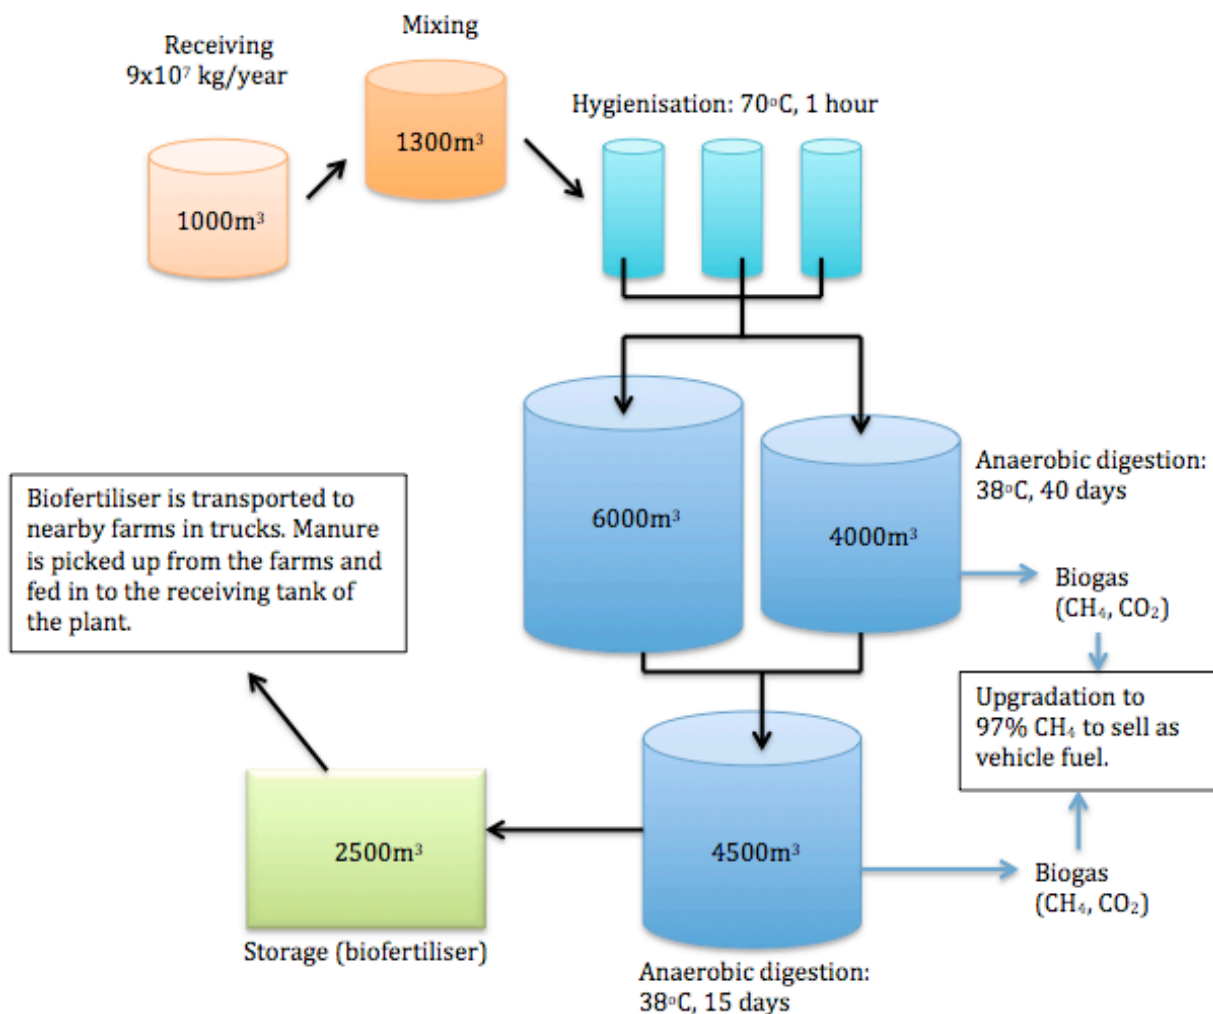 Receiving
9x10⁷ kg/year
Mixing
1000m³
1300m³
Hygienisation: 70ᵒC, 1 hour
6000m³
4000m³
Anaerobic digestion:
38ᵒC, 40 days
Biogas
(CH₄, CO₂)
Upgradation to
97% CH₄ to sell as
vehicle fuel.
Biogas
(CH₄, CO₂)
4500m³
Anaerobic digestion:
38ᵒC, 15 days
2500m³
Storage (biofertiliser)
Biofertiliser is transported to
nearby farms in trucks. Manure
is picked up from the farms and
fed in to the receiving tank of
the plant.